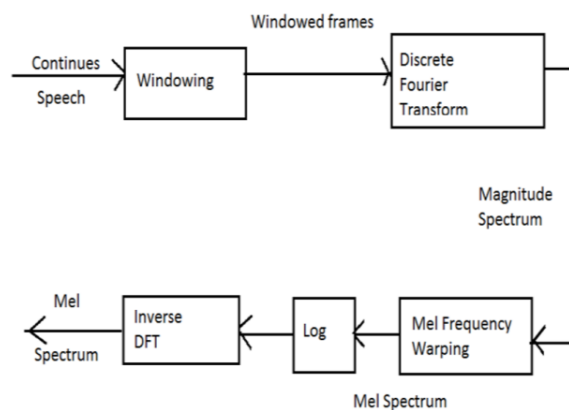 Windowed frames
Continues
Speech
Windowing
Discrete
Fourier
Transform
Magnitude
Spectrum
Mel
Spectrum
Inverse
DFT
Log
Mel Frequency
Warping
Mel Spectrum